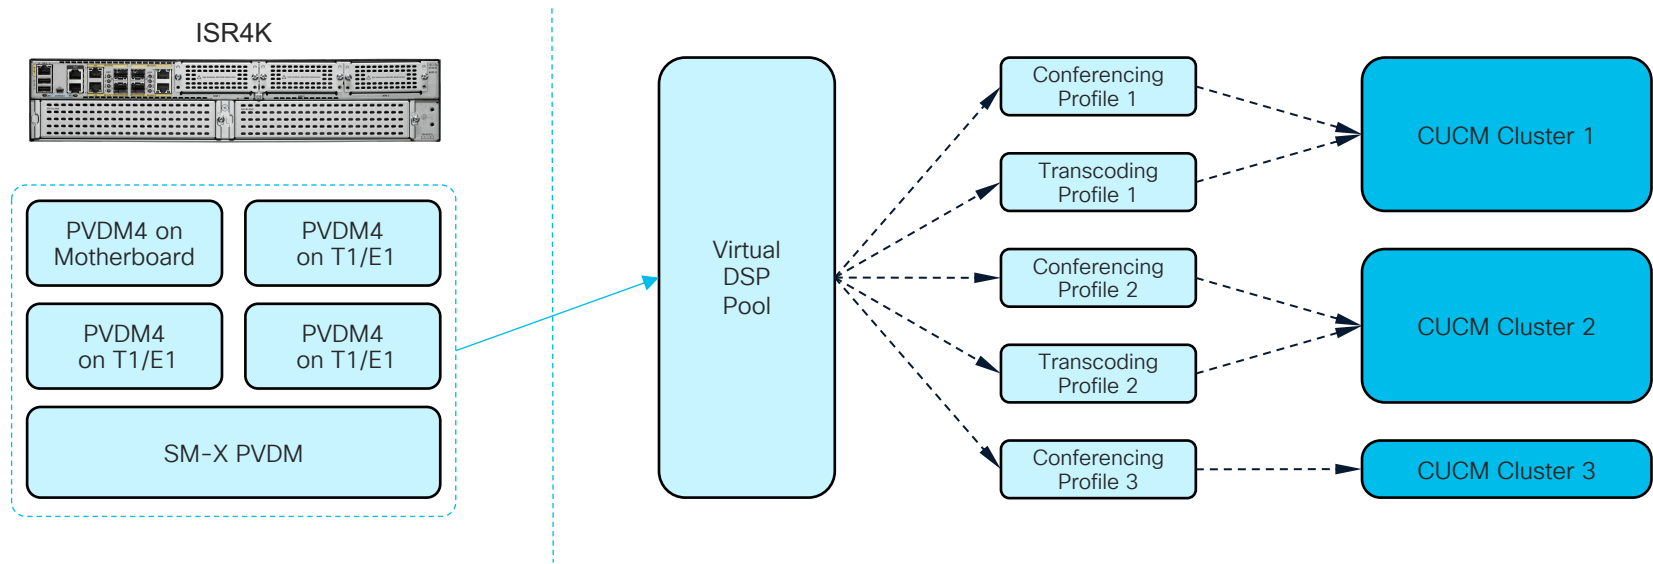 ISR4K
PVDM4 on
Motherboard
PVDM4
on T1/E1
PVDM4
on T1/E1
PVDM4
on T1/E1
SM-X PVDM
Virtual
DSP
Pool
Conferencing
Profile 1
Transcoding
Profile 1
Conferencing
Profile 2
Transcoding
Profile 2
Conferencing
Profile 3
CUCM Cluster 1
CUCM Cluster 2
CUCM Cluster 3